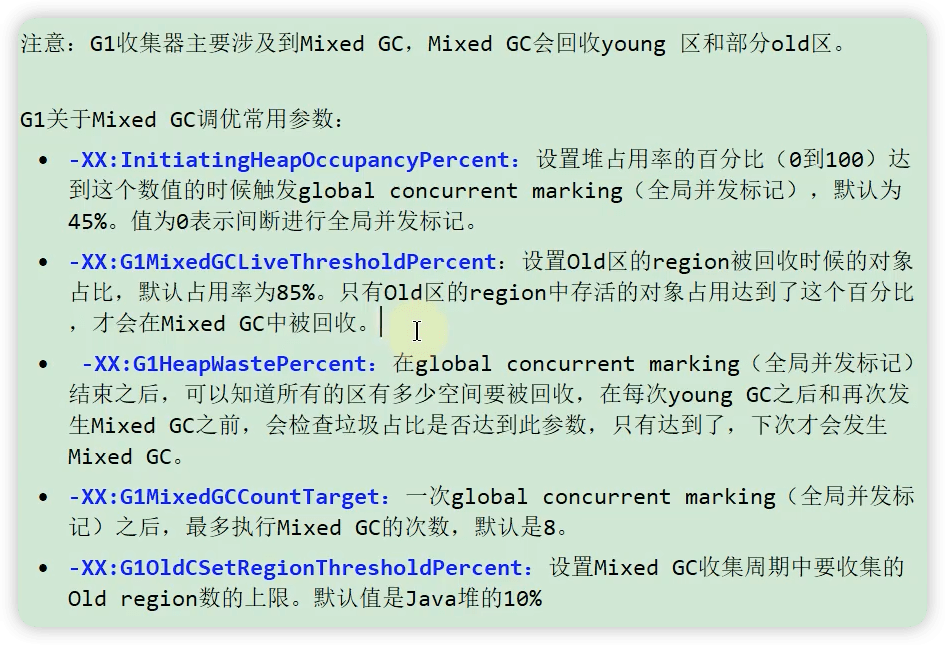 注意：G1收集器主要涉及到Mixed GC，Mixed GC会回收young 区和部分old区。
G1关于Mixed GC调优常用参数：
• -XX:InitiatingHeapOccupancyPercent：设置堆占用率的百分比（0到100）达
到这个数值的时候触发global concurrent marking（全局并发标记），默认为
45%。值为0表示间断进行全局并发标记。
• -XX:G1MixedGCLiveThresholdPercent：设置Old区的region被回收时候的对象
占比，默认占用率为85%。只有Old区的region中存活的对象占用达到了这个百分比
，才会在Mixed GC中被回收。
• -XX:G1HeapWastePercent：在global concurrent marking（全局并发标记）
结束之后，可以知道所有的区有多少空间要被回收，在每次young GC之后和再次发
生Mixed GC之前，会检查垃圾占比是否达到此参数，只有达到了，下次才会发生
Mixed GC。
• -XX:G1MixedGCCountTarget：一次global concurrent marking（全局并发标
记）之后，最多执行Mixed GC的次数，默认是8。
• -XX:G1OldCSetRegionThresholdPercent：设置Mixed GC收集周期中要收集的
Old region数的上限。默认值是Java堆的10%